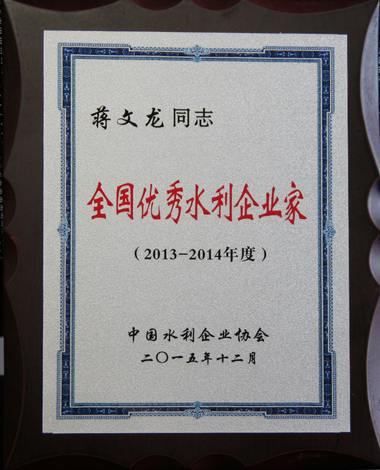 蒋文龙同志
全国优秀水利企业家
（2013-2014年度）
中国水利企业协会
二〇一五年十二月